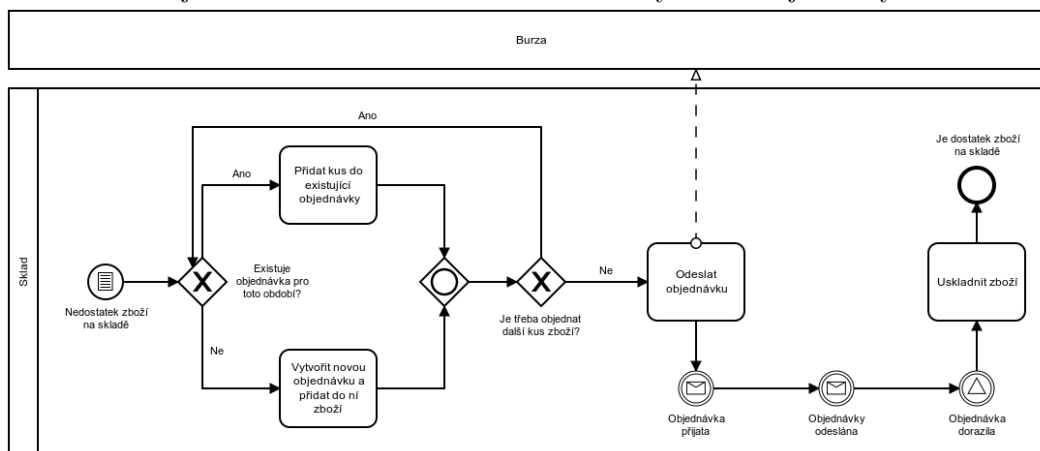 Burza
Sklad
Ano
Je dostatek zboží
na skladě
Ano
Přidat kus do
existující
objednávky
Nedostatek zboží
na skladě
Existuje
objednávka pro
toto období?
Je třeba objednat
další kus zboží?
Ne
Odeslat
objednávku
Uskladnit zboží
Ne
Vytvořit novou
objednávku a
přidat do ní
zboží
Objednávka
přijata
Objednávky
odeslána
Objednávka
dorazila